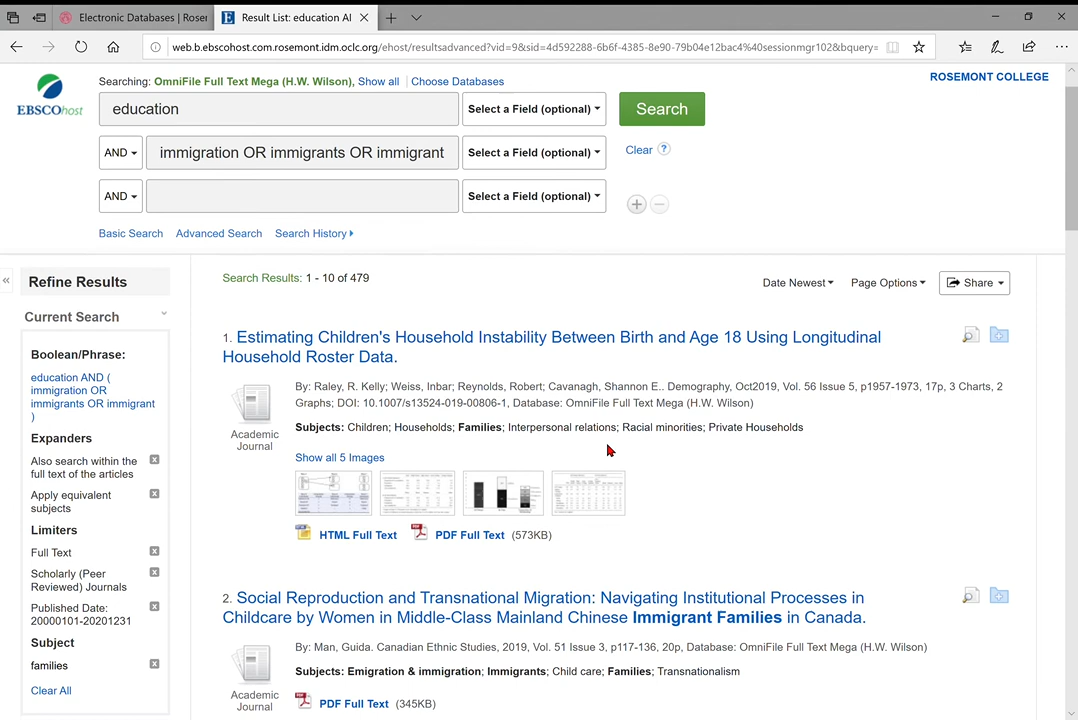 Electronic Databases | Roser
Result List: education AI
web.b.ebscohost.com.rosemont.idm.oclc.org/ehost/resultsadvanced?vid=9&sid=4d592288-6b6f-4385-8e90-79b04e12bac4%40sessionmgr102&bquery=
EBSCOhost
Searching: OmniFile Full Text Mega (H.W. Wilson), Show all | Choose Databases
ROSEMONT COLLEGE
education
Select a Field (optional)
Search
AND
immigration OR immigrants OR immigrant
Select a Field (optional)
Clear ?
AND
Select a Field (optional)
Basic Search Advanced Search Search History
Refine Results
Current Search
Boolean/Phrase:
education AND (
immigration OR
immigrants OR immigrant
)
Expanders
Also search within the
full text of the articles
Apply equivalent
subjects
Limiters
Full Text
Scholarly (Peer
Reviewed) Journals
Published Date:
20000101-20201231
Subject
families
Clear All
Search Results: 1 - 10 of 479
Date Newest Page Options Share
1. Estimating Children's Household Instability Between Birth and Age 18 Using Longitudinal
Household Roster Data.
Academic
Journal
By: Raley, R. Kelly; Weiss, Inbar; Reynolds, Robert; Cavanagh, Shannon E.. Demography, Oct2019, Vol. 56 Issue 5, p1957-1973, 17p, 3 Charts, 2
Graphs; DOI: 10.1007/s13524-019-00806-1, Database: OmniFile Full Text Mega (H.W. Wilson)
Subjects: Children; Households; Families; Interpersonal relations; Racial minorities; Private Households
Show all 5 Images
HTML Full Text PDF Full Text (573KB)
2. Social Reproduction and Transnational Migration: Navigating Institutional Processes in
Childcare by Women in Middle-Class Mainland Chinese Immigrant Families in Canada.
Academic
Journal
By: Man, Guida. Canadian Ethnic Studies, 2019, Vol. 51 Issue 3, p117-136, 20p, Database: OmniFile Full Text Mega (H.W. Wilson)
Subjects: Emigration & immigration; Immigrants; Child care; Families; Transnationalism
PDF Full Text (345KB)